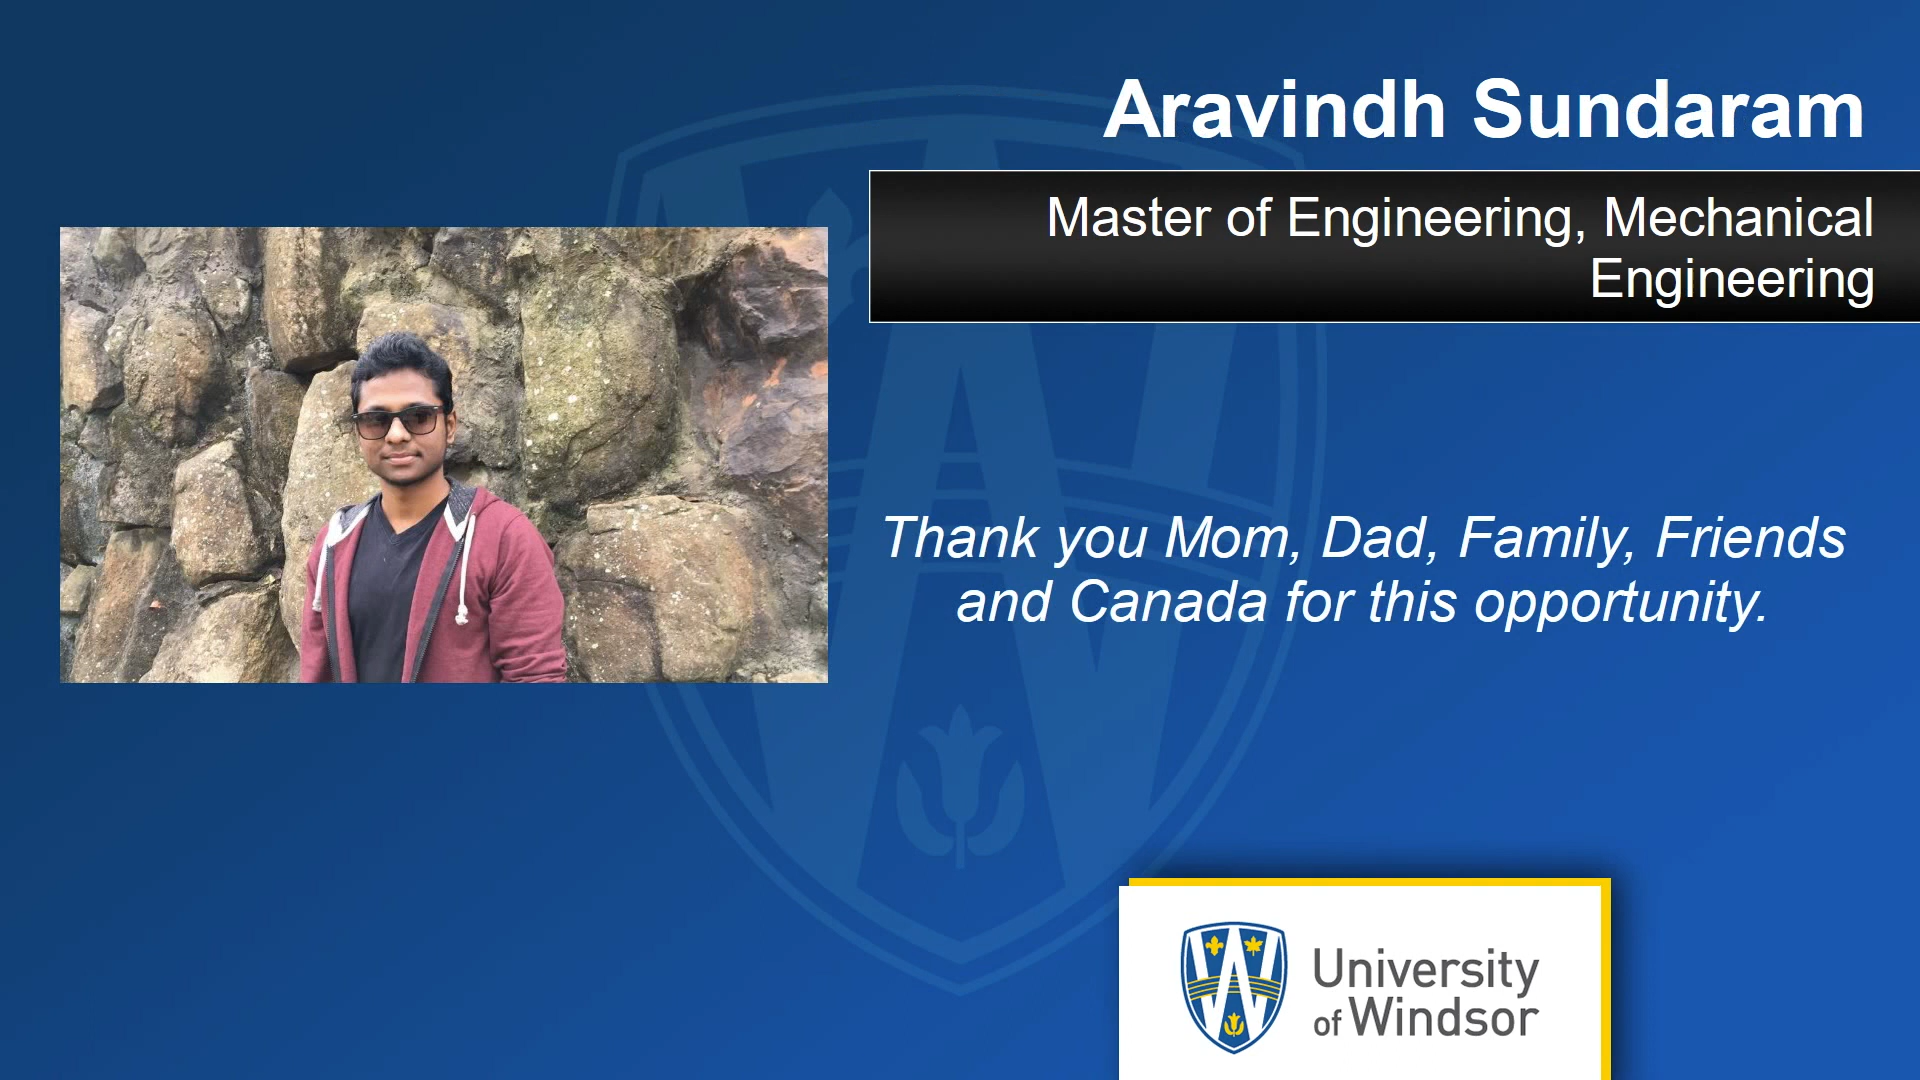 Aravindh Sundaram
Master of Engineering, Mechanical
Engineering
Thank you Mom, Dad, Family, Friends
and Canada for this opportunity.
University
of Windsor